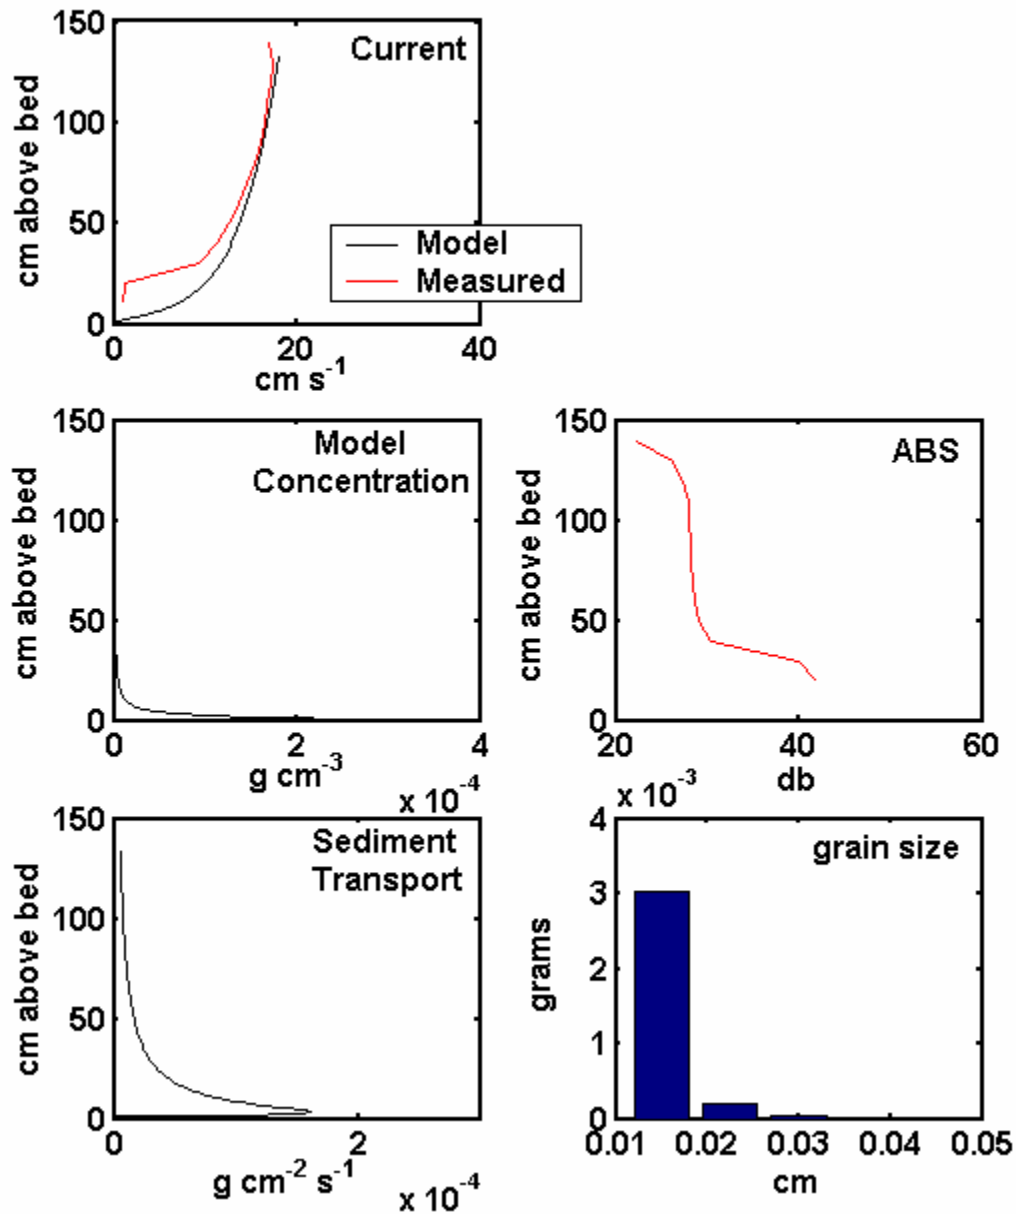 150
100
50
0
cm above bed
Current
Model
Measured
0 20 40
cm s-1
150
100
50
0
cm above bed
Model
Concentration
0 2 4
g cm-3
x 10-4
150
100
50
0
cm above bed
ABS
20 40 60
db
150
100
50
0
cm above bed
Sediment
Transport
0 2
g cm-2 s-1
x 10-4
x 10-3
4
3
2
1
0
grams
grain size
0.01 0.02 0.03 0.04 0.05
cm